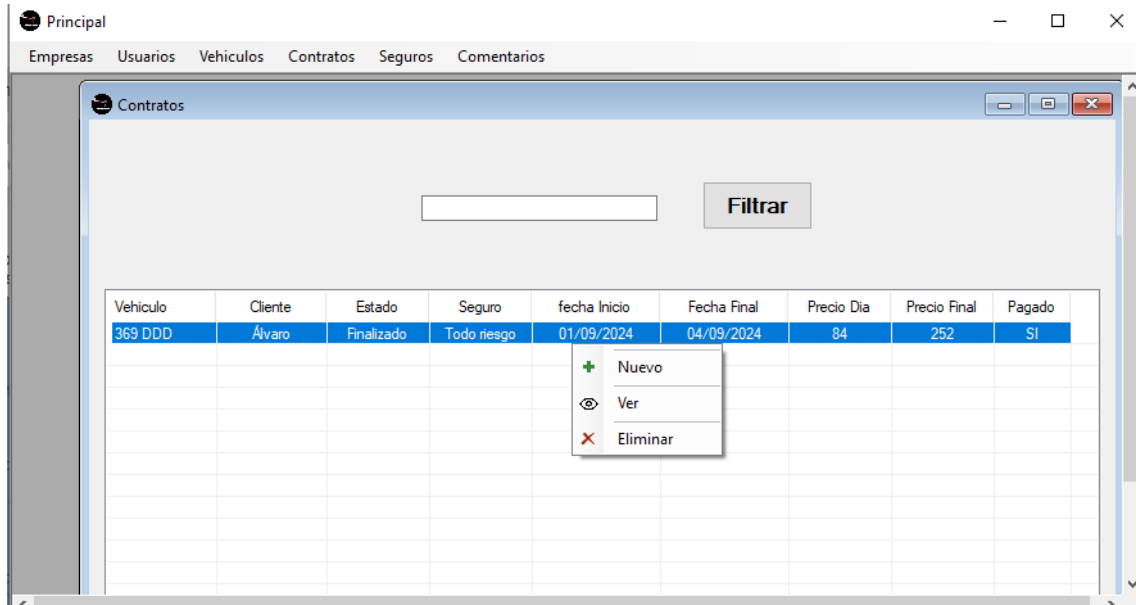 Principal
Empresas Usuarios Vehiculos Contratos Seguros Comentarios
Contratos
Filtrar
Vehiculo Cliente Estado Seguro fecha Inicio Fecha Final Precio Dia Precio Final Pagado
369 DDD Álvaro Finalizado Todo riesgo 01/09/2024 04/09/2024 84 252 SI
Nuevo
Ver
Eliminar